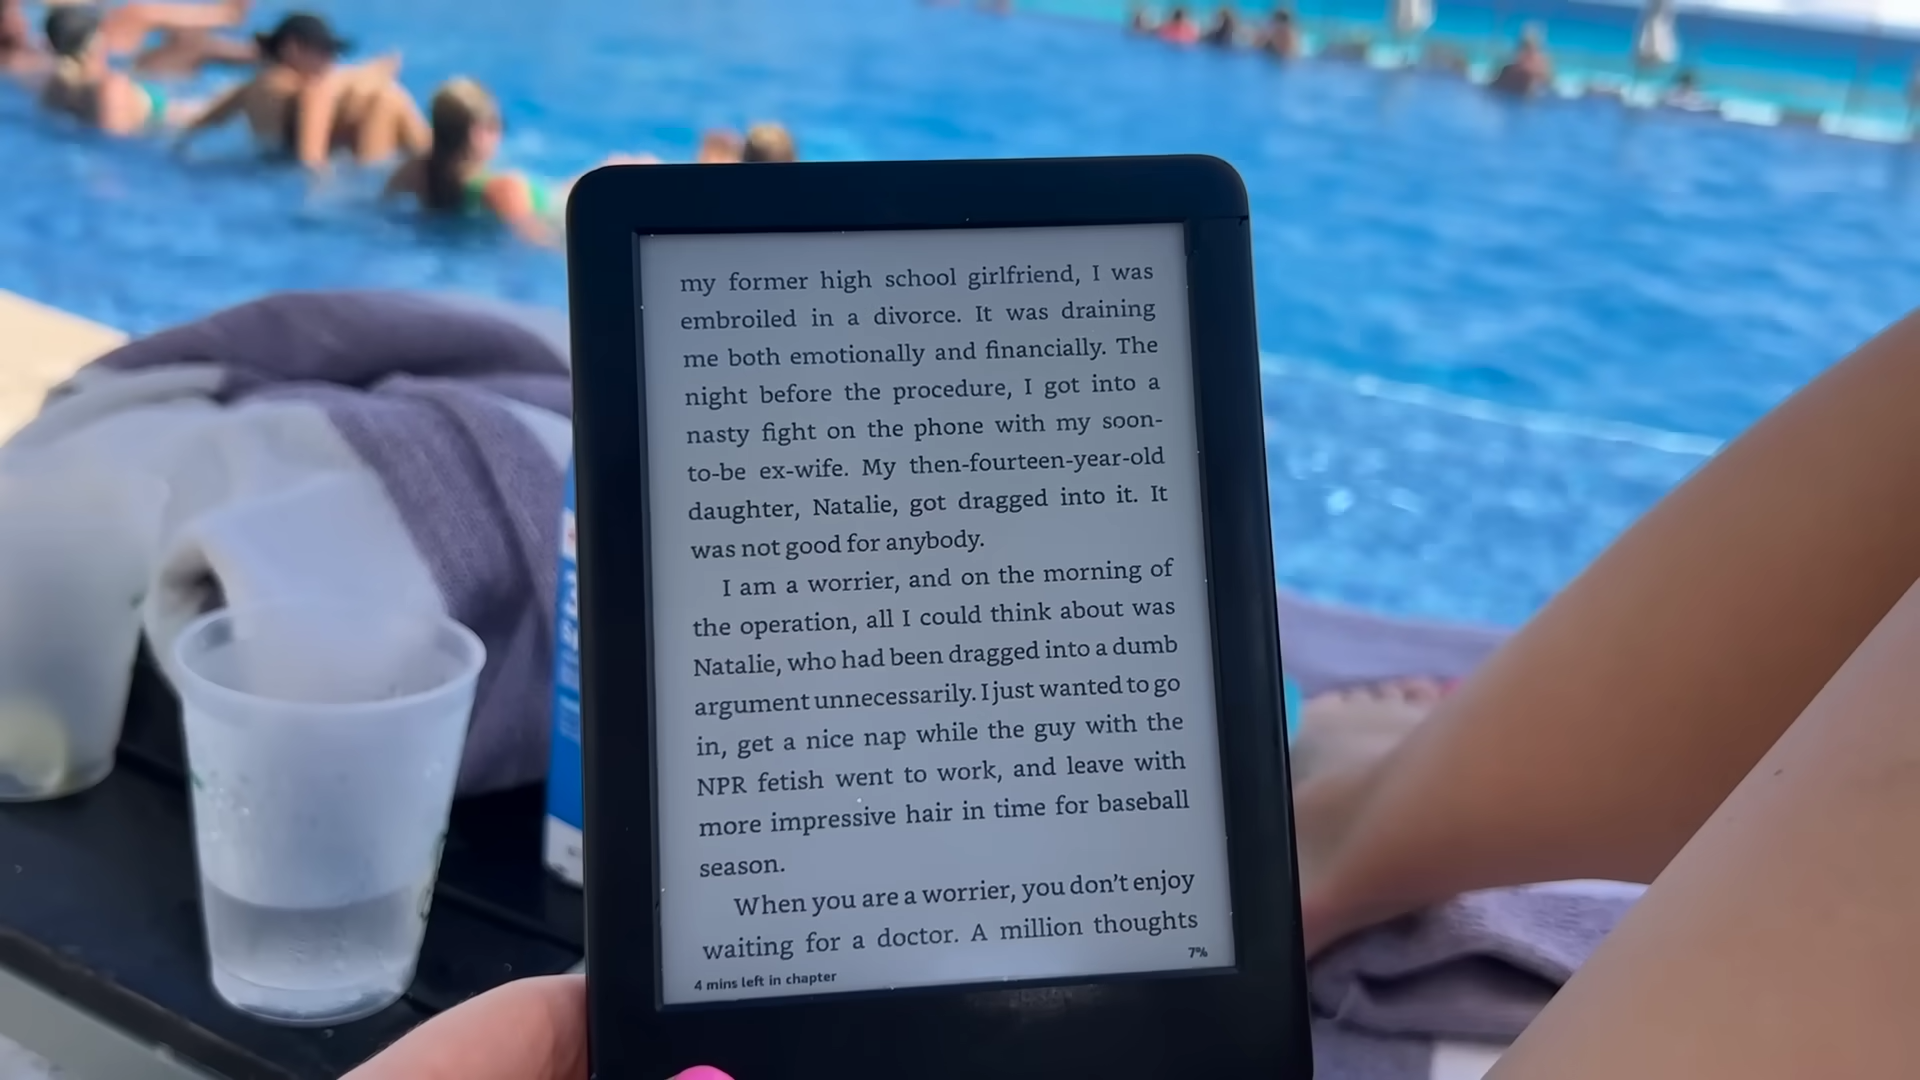 my former high school girlfriend, I was
embroiled in a divorce. It was draining
me both emotionally and financially. The
night before the procedure, I got into a
nasty fight on the phone with my soon-
to-be ex-wife. My then-fourteen-year-old
daughter, Natalie, got dragged into it. It
was not good for anybody.
I am a worrier, and on the morning of
the operation, all I could think about was
Natalie, who had been dragged into a dumb
argument unnecessarily. I just wanted to go
in, get a nice nap while the guy with the
NPR fetish went to work, and leave with
more impressive hair in time for baseball
season.
When you are a worrier, you don’t enjoy
waiting for a doctor. A million thoughts
7%
4 mins left in chapter